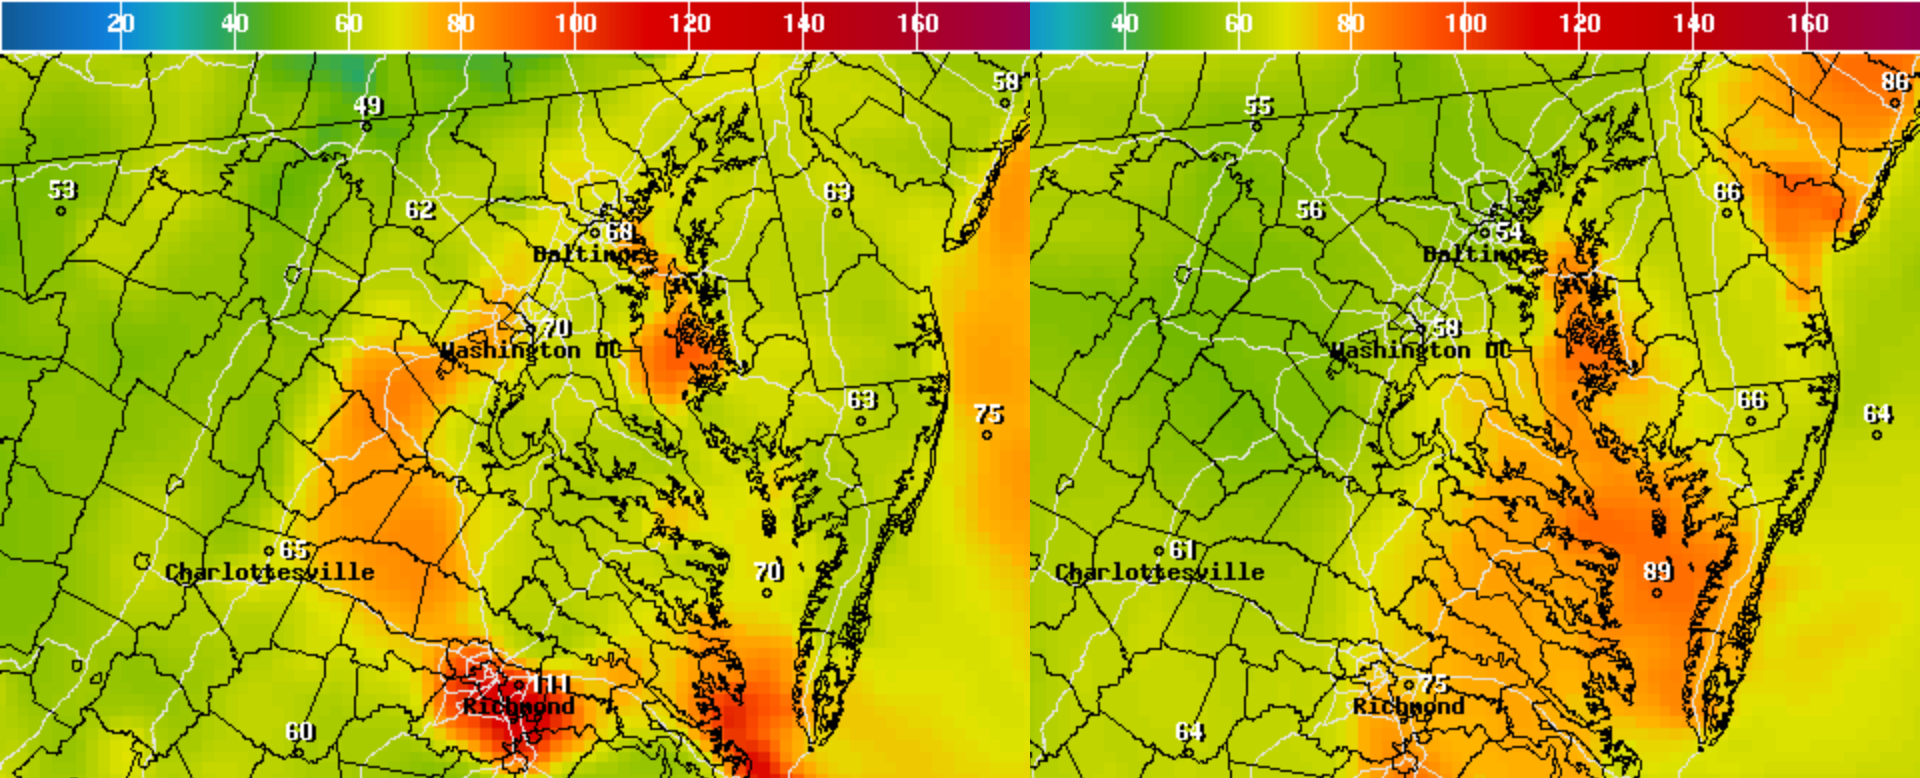 20 40 60 80 100 120 140 160
40 60 80 100 120 140 160
58
49
53
62
63
68
Baltimore
70
Washington DC
63
75
65
Charlottesville
70
111
Richmond
60
86
55
66
56
54
Baltimore
58
Washington DC
66
64
61
Charlottesville
89
75
Richmond
64